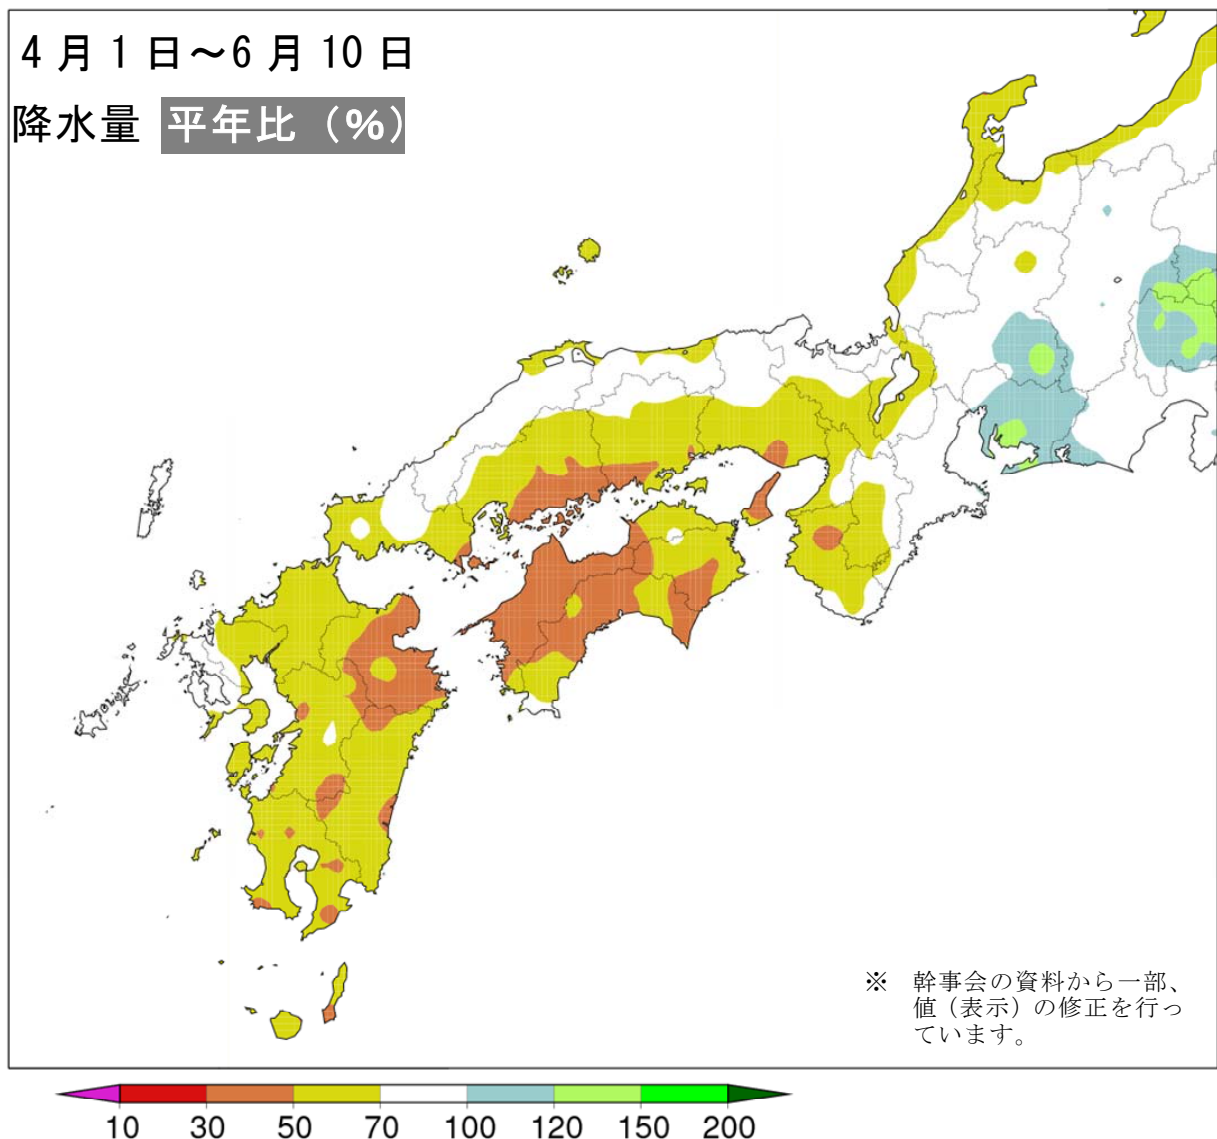 4月1日～6月10日
降水量 平年比（%）
※ 幹事会の資料から一部、
値（表示）の修正を行っ
ています。
10 30 50 70 100 120 150 200